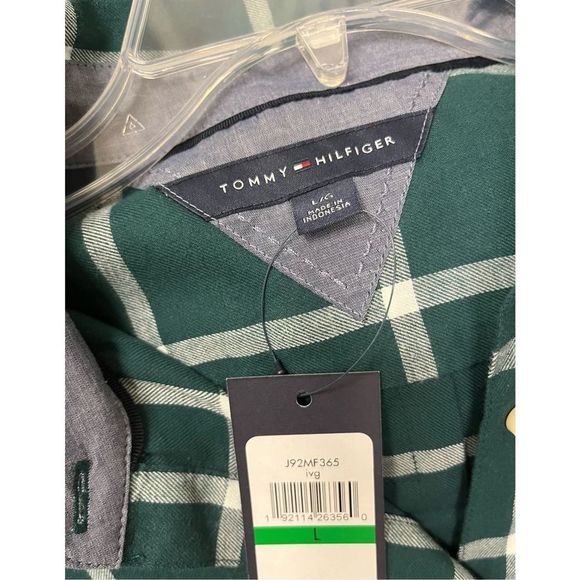 TOMMY HILFIGER
L/G
MADE IN
INDONESIA
J92MF365
ivg
1 92114 26356 0
L